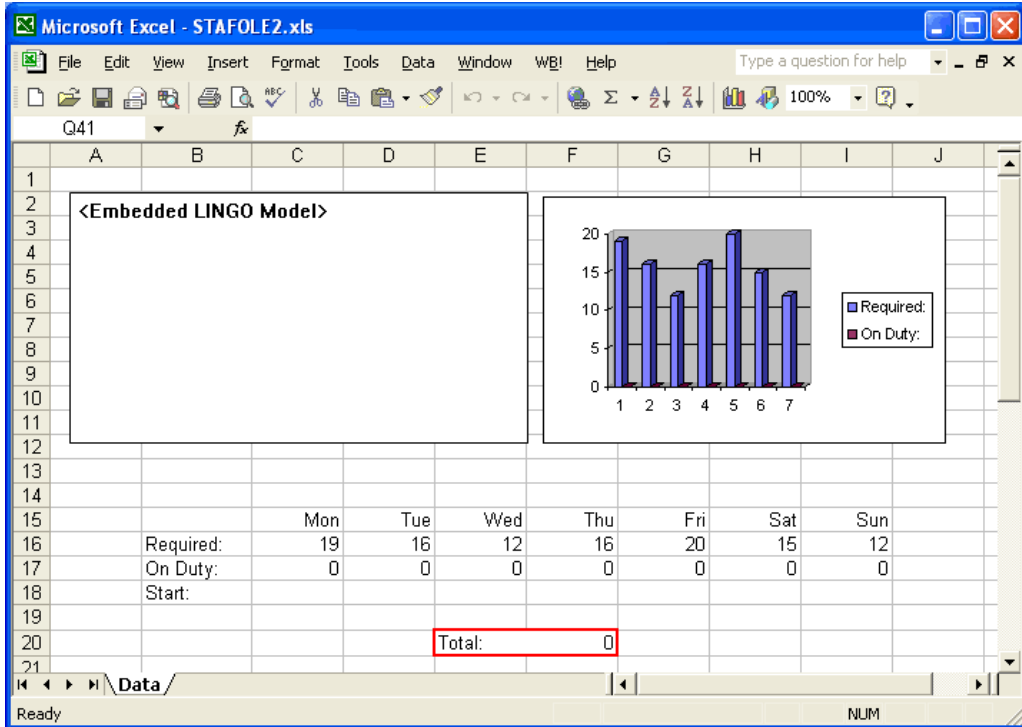 Microsoft Excel - STAFOLE2.xls
File Edit View Insert Format Tools Data Window WB! Help Type a question for help
ABC Σ A Z Z A 100% ?
Q41 fx
A B C D E F G H I J
1
2 <Embedded LINGO Model>
3
4
5
6
7
8
9
10
11
12
20
15
10
5
0
1 2 3 4 5 6 7
Required:
On Duty:
13
14
15 Mon Tue Wed Thu Fri Sat Sun
16 Required: 19 16 12 16 20 15 12
17 On Duty: 0 0 0 0 0 0 0
18 Start:
19
20 Total: 0
21
Data
Ready NUM